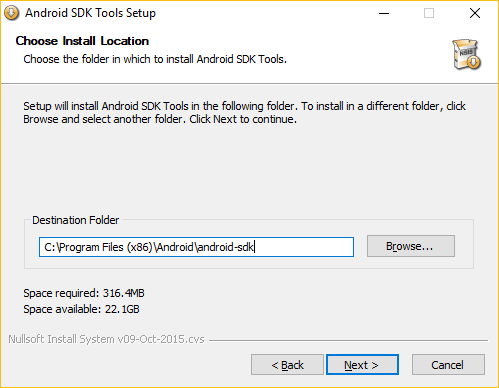 Android SDK Tools Setup
Choose Install Location
Choose the folder in which to install Android SDK Tools.
Setup will install Android SDK Tools in the following folder. To install in a different folder, click
Browse and select another folder. Click Next to continue.
Destination Folder
C:\Program Files (x86)\Android\android-sdk
Browse...
Space required: 316.4MB
Space available: 22.1GB
Nullsoft Install System v09-Oct-2015.cvs
< Back
Next >
Cancel